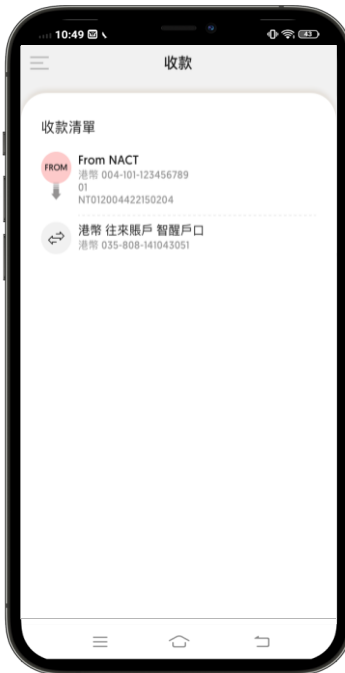 10:49
43
收款
收款清單
FROM
From NACT
港幣 004-101-123456789
01
NT012004422150204
港幣 往來賬戶 智醒戶口
港幣 035-808-141043051